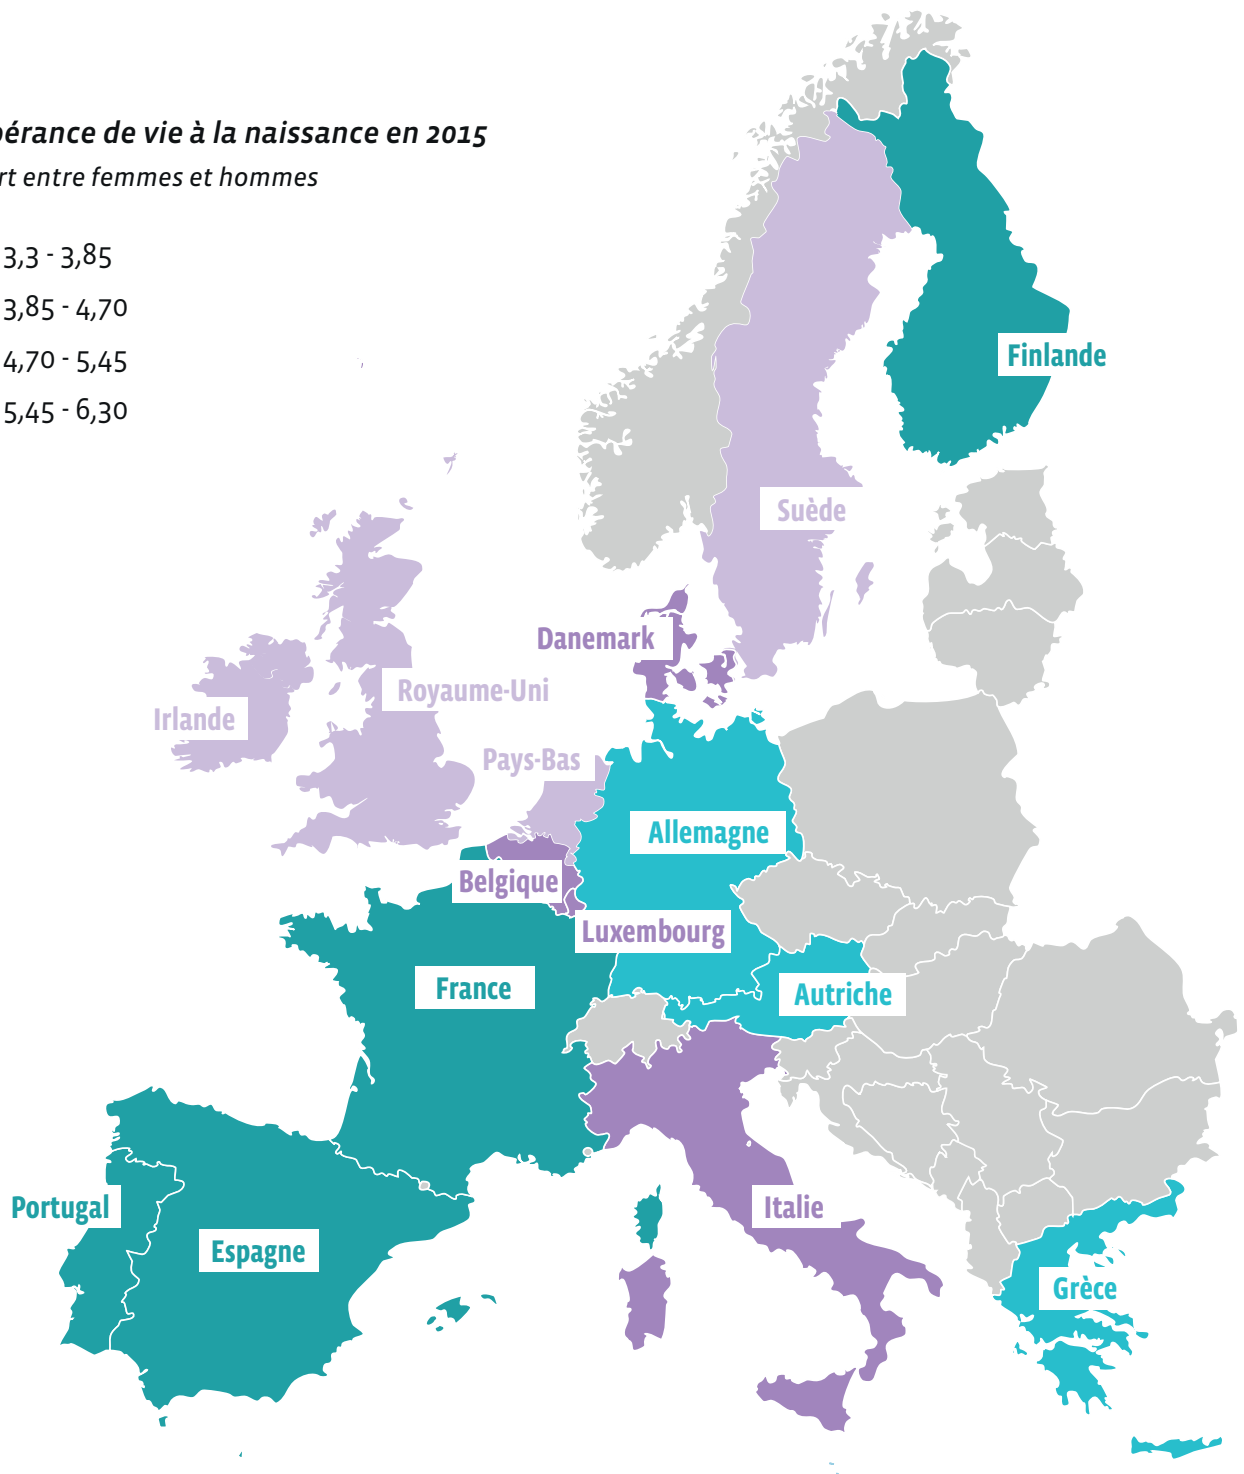 pérance de vie à la naissance en 2015
rt entre femmes et hommes
3,3 - 3,85
3,85 - 4,70
4,70 - 5,45
5,45 - 6,30
Finlande
Suède
Danemark
Royaume-Uni
Irlande
Pays-Bas
Allemagne
Belgique
Luxembourg
France
Autriche
Portugal
Italie
Espagne
Grèce